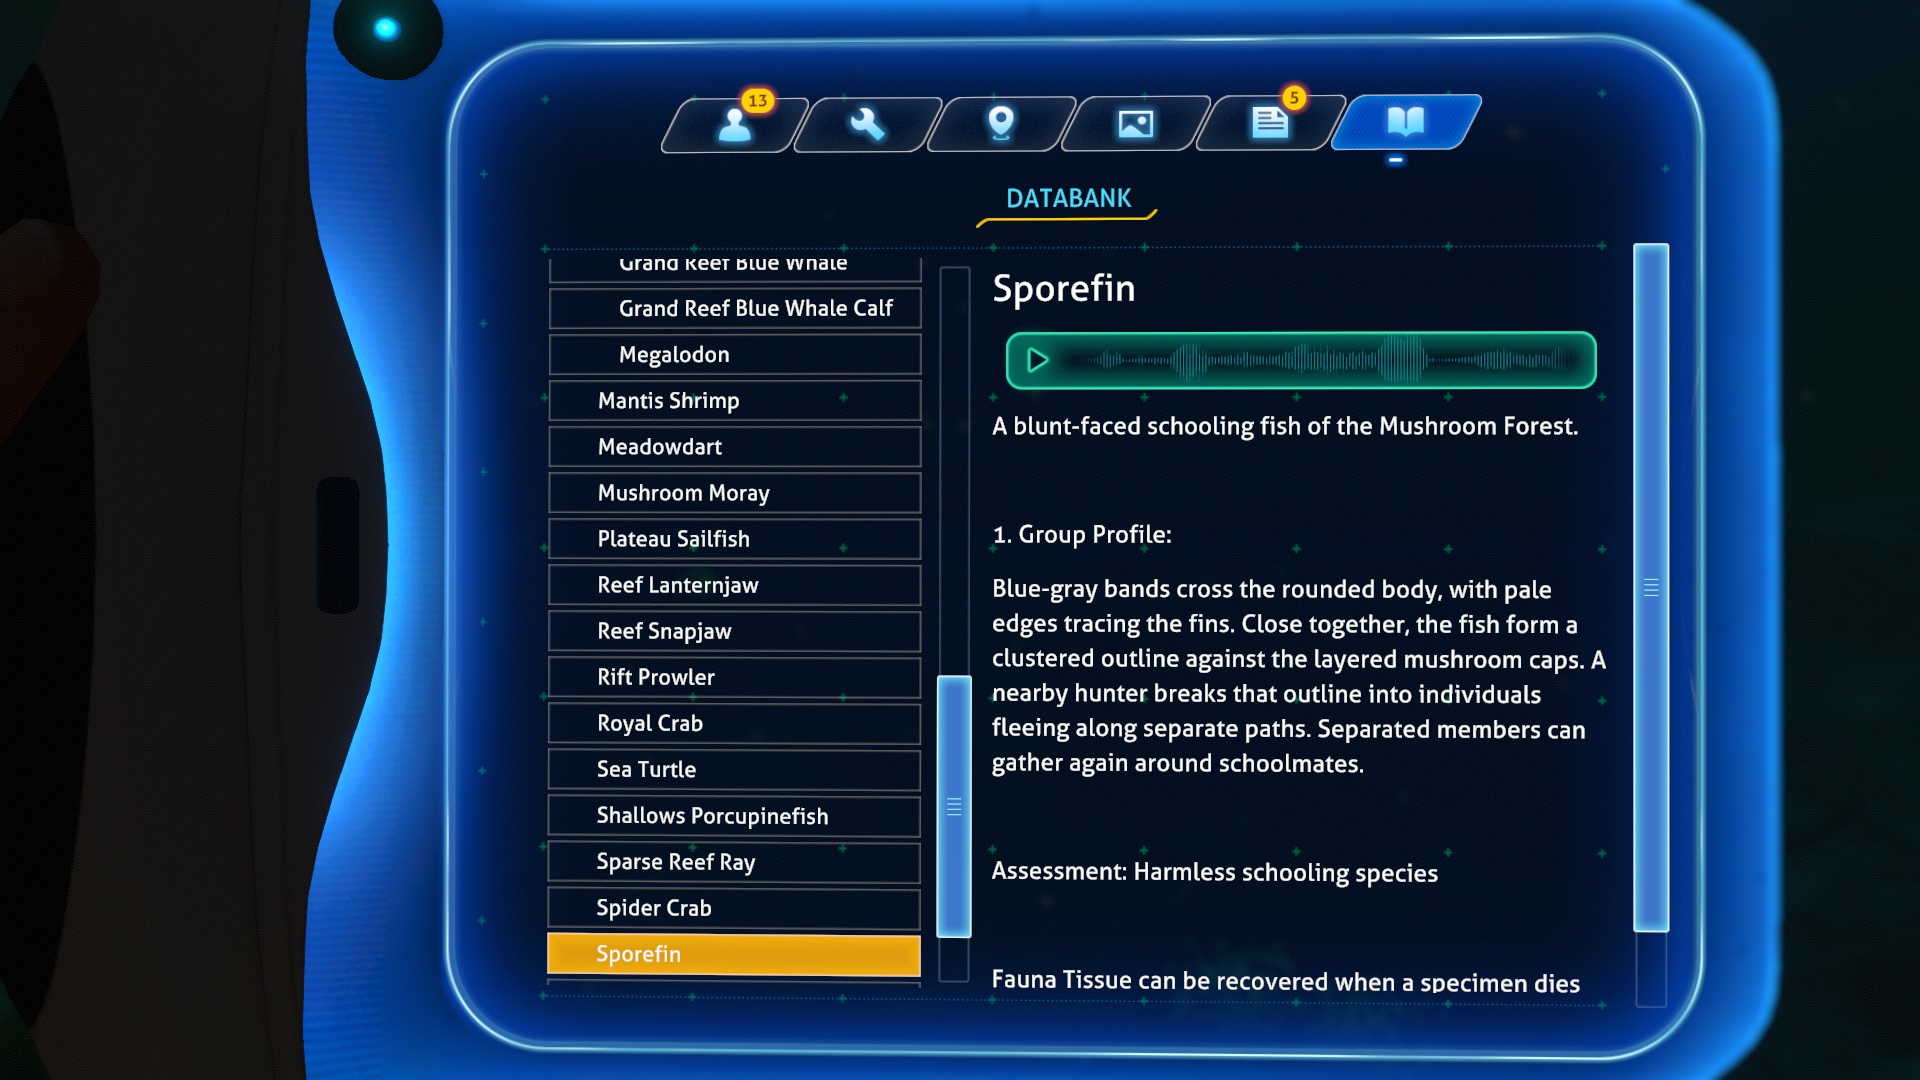 13
5
DATABANK
Grand Reef Blue Whale
Grand Reef Blue Whale Calf
Megalodon
Mantis Shrimp
Meadowdart
Mushroom Moray
Plateau Sailfish
Reef Lanternjaw
Reef Snapjaw
Rift Prowler
Royal Crab
Sea Turtle
Shallows Porcupinefish
Sparse Reef Ray
Spider Crab
Sporefin
Sporefin
A blunt-faced schooling fish of the Mushroom Forest.
1. Group Profile:
Blue-gray bands cross the rounded body, with pale
edges tracing the fins. Close together, the fish form a
clustered outline against the layered mushroom caps. A
nearby hunter breaks that outline into individuals
fleeing along separate paths. Separated members can
gather again around schoolmates.
Assessment: Harmless schooling species
Fauna Tissue can be recovered when a specimen dies